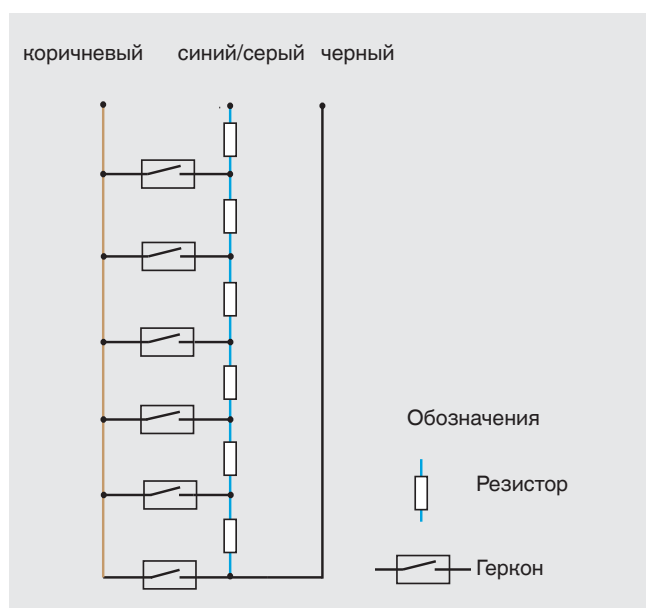 коричневый синий/серый черный
Обозначения
Резистор
Геркон